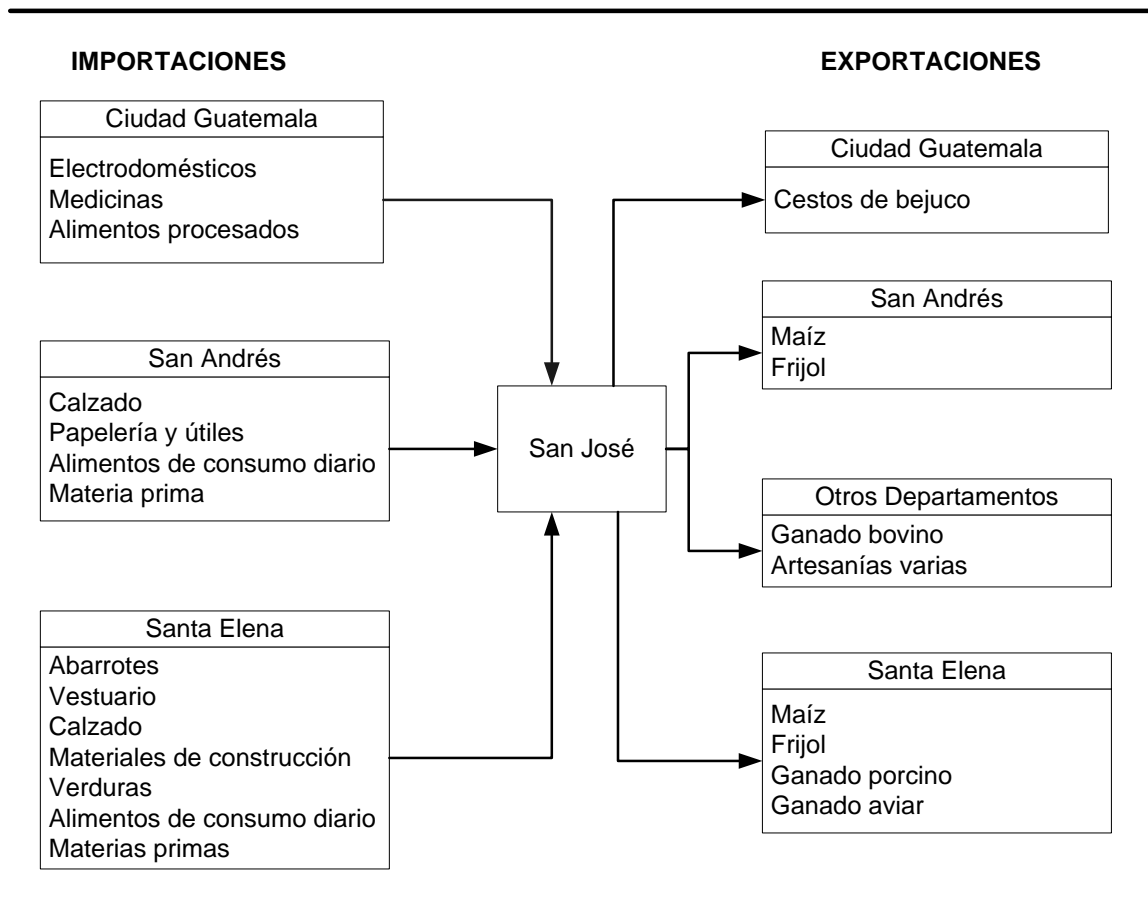 IMPORTACIONES
Ciudad Guatemala
Electrodomésticos
Medicinas
Alimentos procesados
San Andrés
Calzado
Papelería y útiles
Alimentos de consumo diario
Materia prima
Santa Elena
Abarrotes
Vestuario
Calzado
Materiales de construcción
Verduras
Alimentos de consumo diario
Materias primas
San José
EXPORTACIONES
Ciudad Guatemala
Cestos de bejuco
San Andrés
Maíz
Frijol
Otros Departamentos
Ganado bovino
Artesanías varias
Santa Elena
Maíz
Frijol
Ganado porcino
Ganado aviar